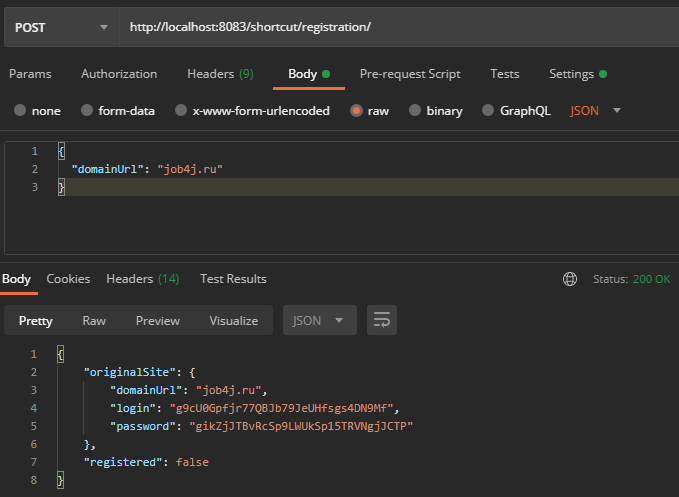 POST http://localhost:8083/shortcut/registration/
Params Authorization Headers (9) Body Pre-request Script Tests Settings
none form-data x-www-form-urlencoded raw binary GraphQL JSON
1 {
2 "domainUrl": "job4j.ru"
3 }
Body Cookies Headers (14) Test Results Status: 200 OK
Pretty Raw Preview Visualize JSON
1 {
2 "originalSite": {
3 "domainUrl": "job4j.ru",
4 "login": "g9cU0Gpfjr77QBJb79JeUHfsgs4DN9Mf",
5 "password": "gikZjJTBvRcSp9LWUkSp15TRVNgjJCTP"
6 },
7 "registered": false
8 }